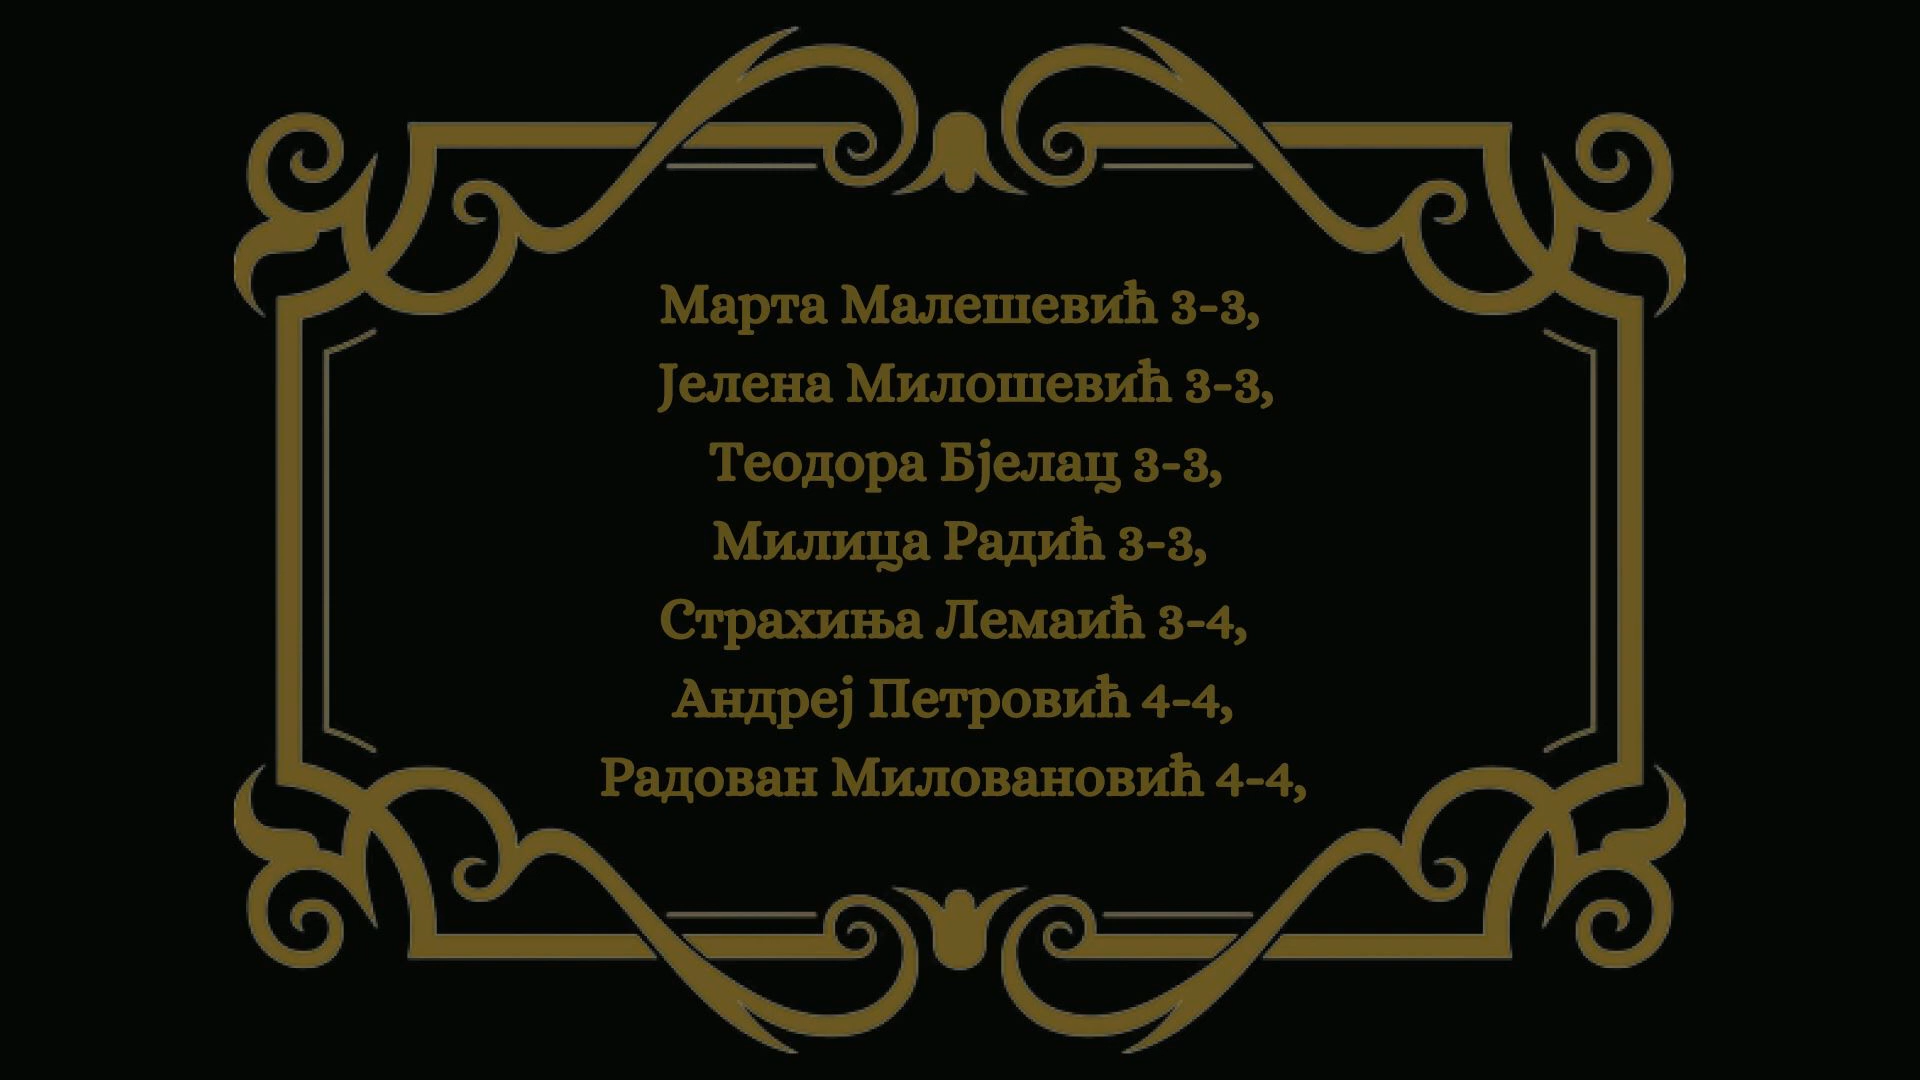 Марта Малешевић 3-3,
Јелена Милошевић 3-3,
Теодора Бјелац 3-3,
Милица Радић 3-3,
Страхиња Лемаић 3-4,
Андреј Петровић 4-4,
Радован Миловановић 4-4,